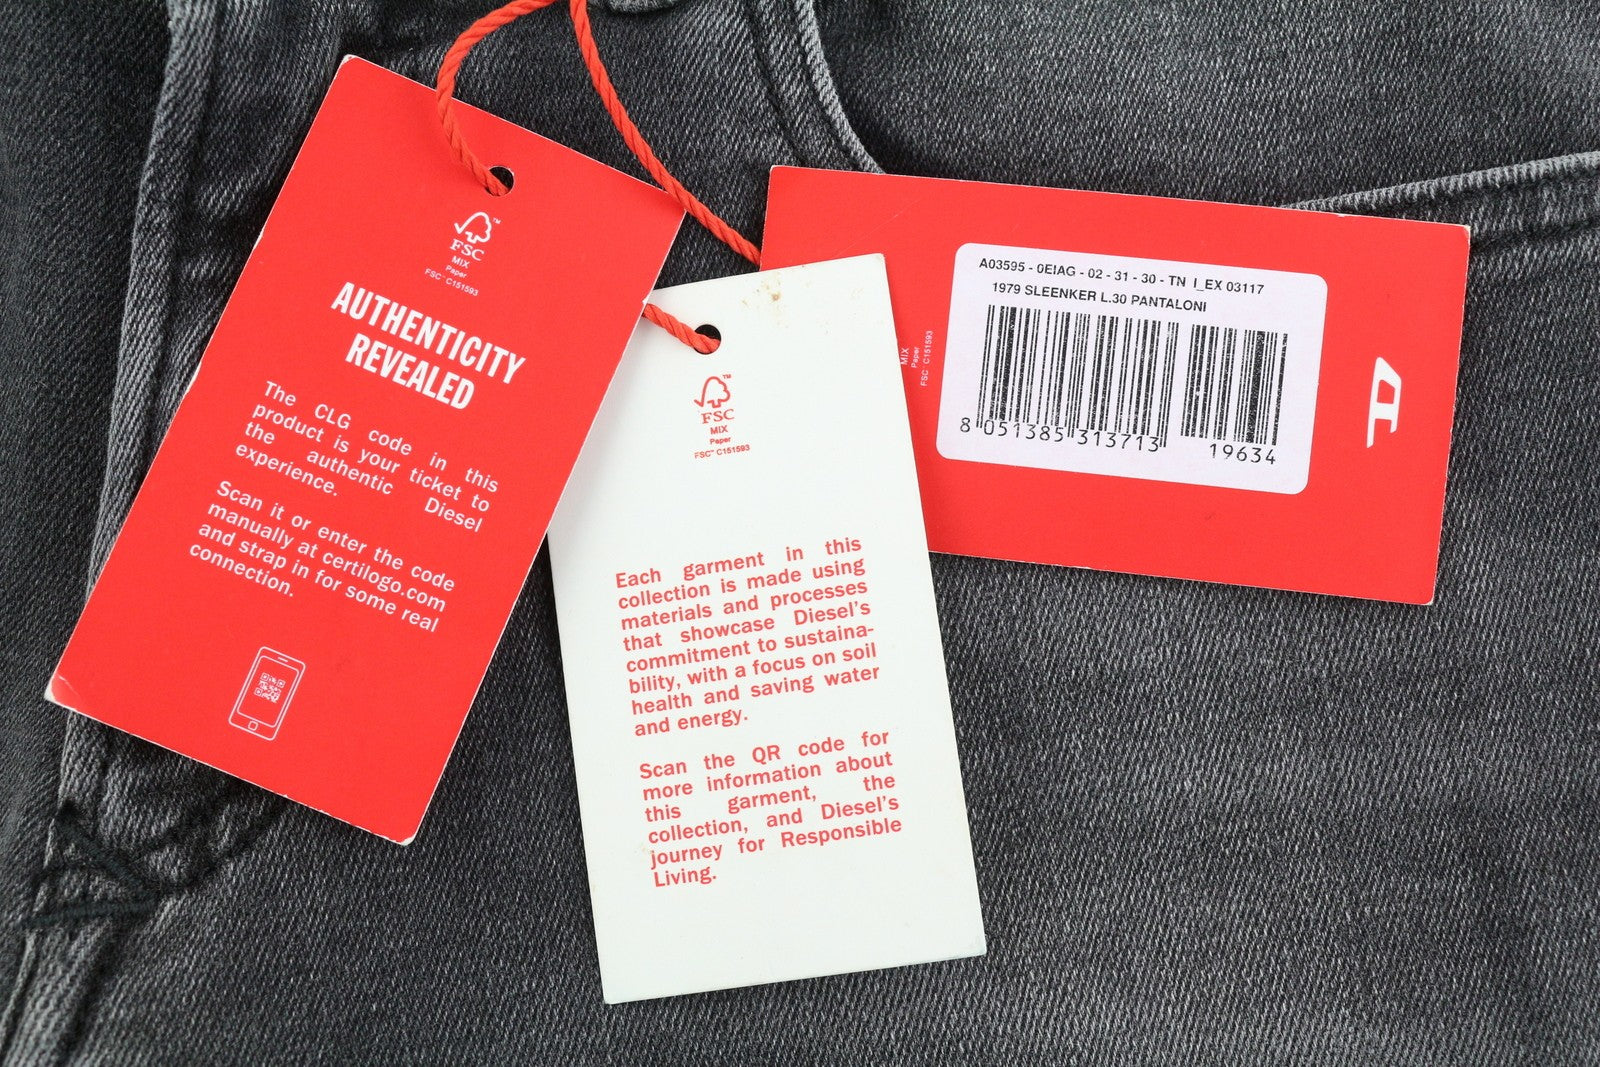 FSC™
MIX
Paper
FSC® C151593
AUTHENTICITY
REVEALED
The CLG code in this
product is your ticket to
the authentic Diesel
experience.
Scan it or enter the code
manually at certilogo.com
and strap in for some real
connection.
FSC™
MIX
Paper
FSC® C151593
Each garment in this
collection is made using
materials and processes
that showcase Diesel's
commitment to sustaina-
bility, with a focus on soil
health and saving water
and energy.
Scan the QR code for
more information about
this garment, the
collection, and Diesel's
journey for Responsible
Living.
MIX
Paper
FSC C151593
A03595 - 0EIAG - 02 - 31 - 30 - TN I_EX 03117
1979 SLEENKER L.30 PANTALONI
8 051385 313713
19634
D